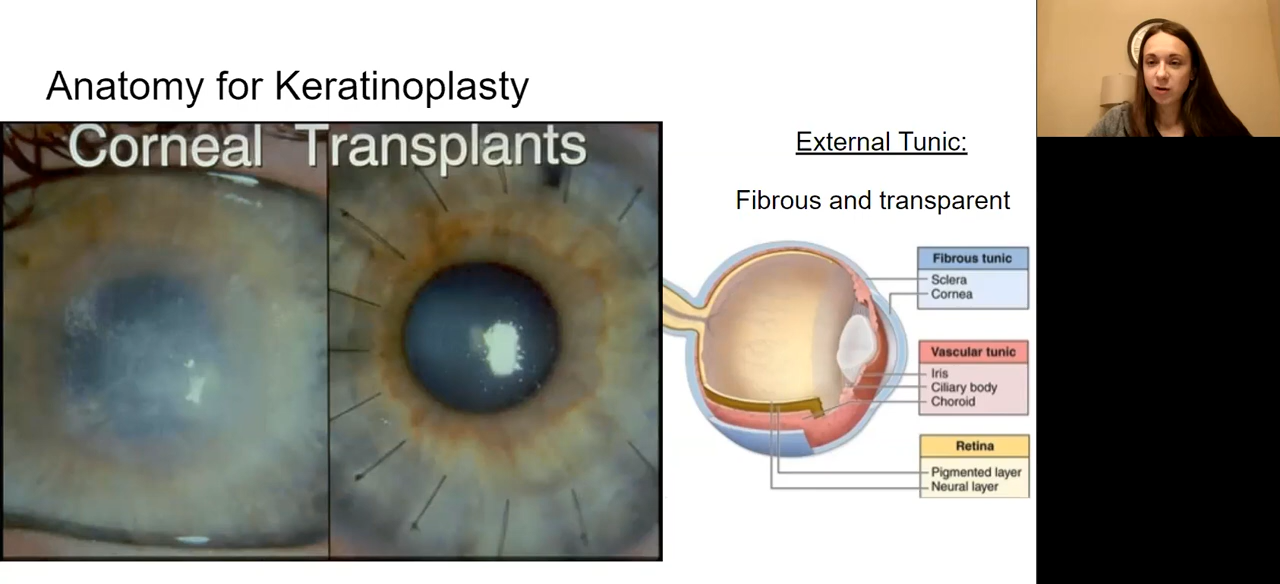 Anatomy for Keratinoplasty
Corneal Transplants
External Tunic:
Fibrous and transparent
Fibrous tunic
Sclera
Cornea
Vascular tunic
Iris
Ciliary body
Choroid
Retina
Pigmented layer
Neural layer